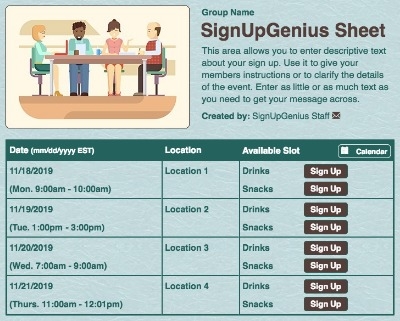 Group Name
SignUpGenius Sheet
This area allows you to enter descriptive text
about your sign up. Use it to give your
members instructions or to clarify the details
of the event. Enter as little or as much text as
you need to get your message across.
Created by: SignUpGenius Staff
Date (mm/dd/yyyy EST) Location Available Slot Calendar
11/18/2019 Location 1 Drinks Sign Up
(Mon. 9:00am - 10:00am) Snacks Sign Up
11/19/2019 Location 2 Drinks Sign Up
(Tue. 1:00pm - 3:00pm) Snacks Sign Up
11/20/2019 Location 3 Drinks Sign Up
(Wed. 7:00am - 9:00am) Snacks Sign Up
11/21/2019 Location 4 Drinks Sign Up
(Thurs. 11:00am - 12:01pm) Snacks Sign Up